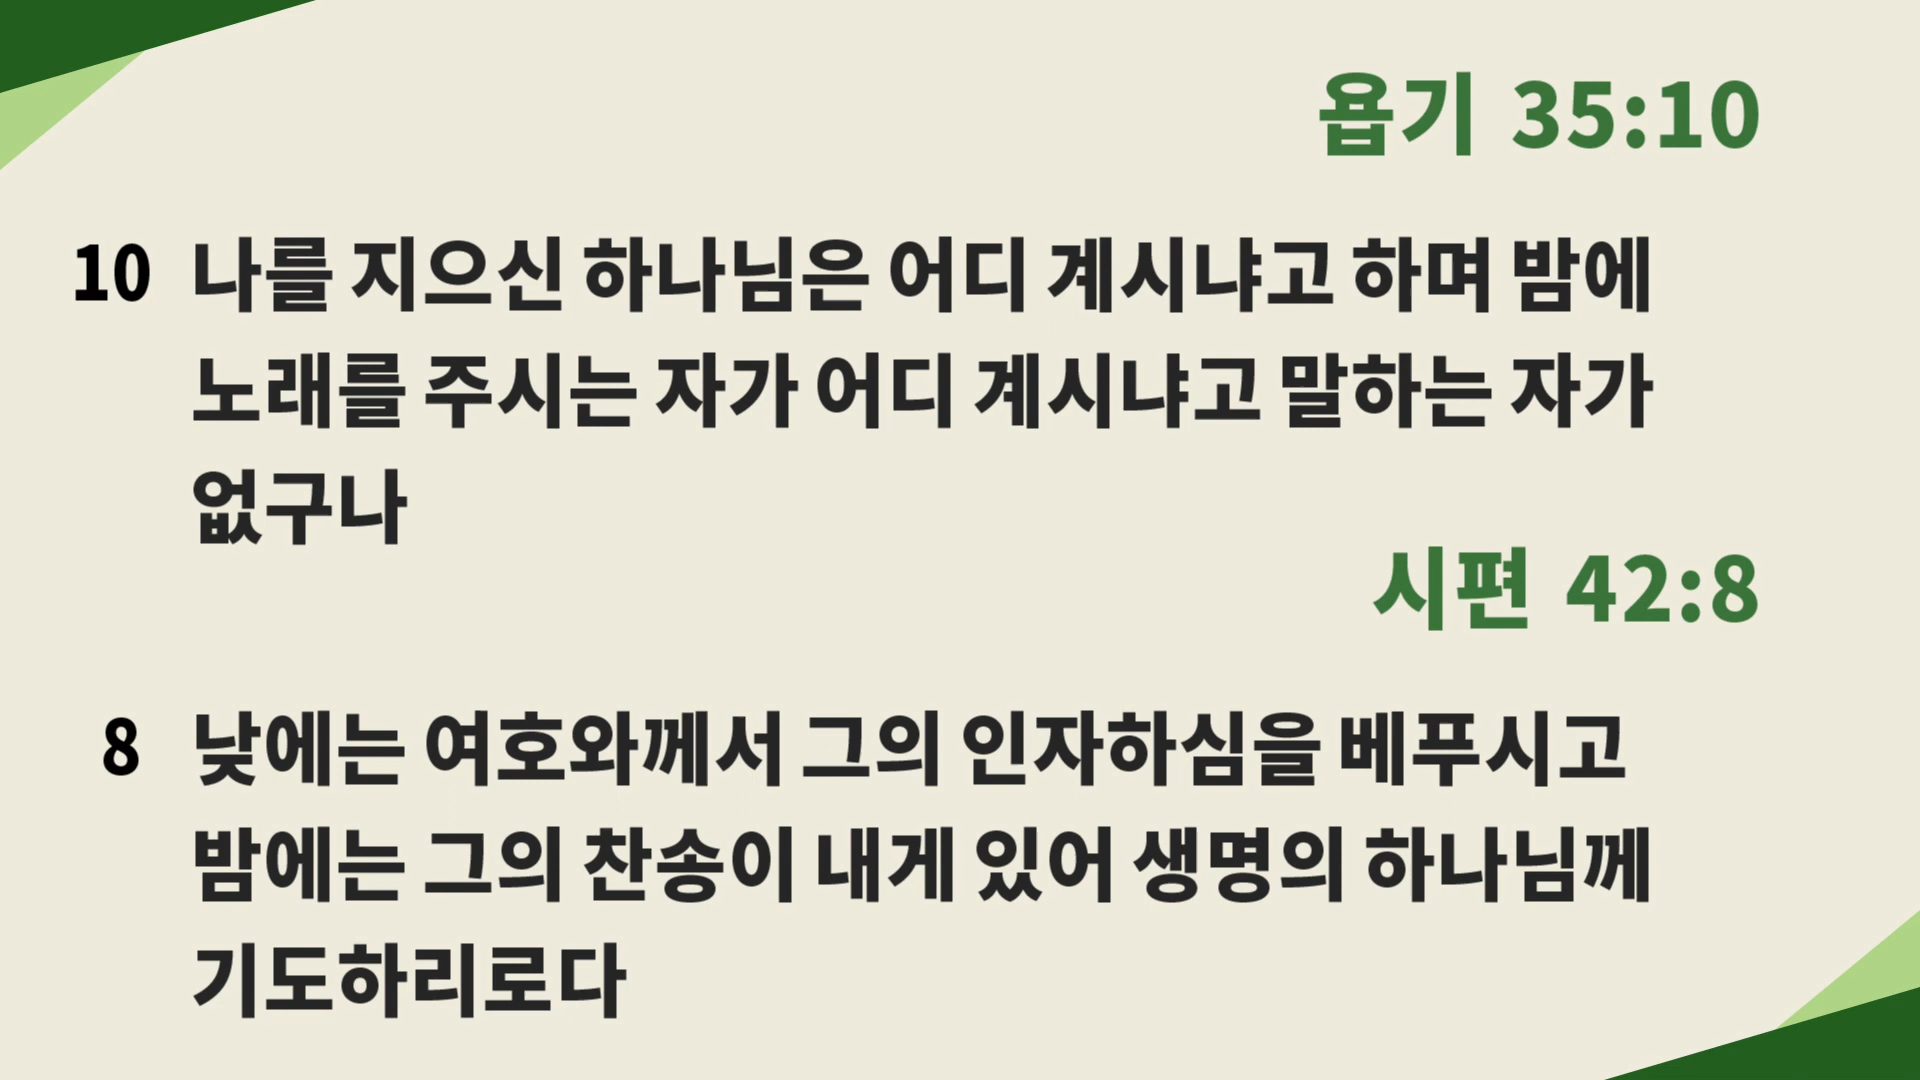 욥기 35:10
10 나를 지으신 하나님은 어디 계시냐고 하며 밤에
노래를 주시는 자가 어디 계시냐고 말하는 자가
없구나
시편 42:8
8 낮에는 여호와께서 그의 인자하심을 베푸시고
밤에는 그의 찬송이 내게 있어 생명의 하나님께
기도하리로다